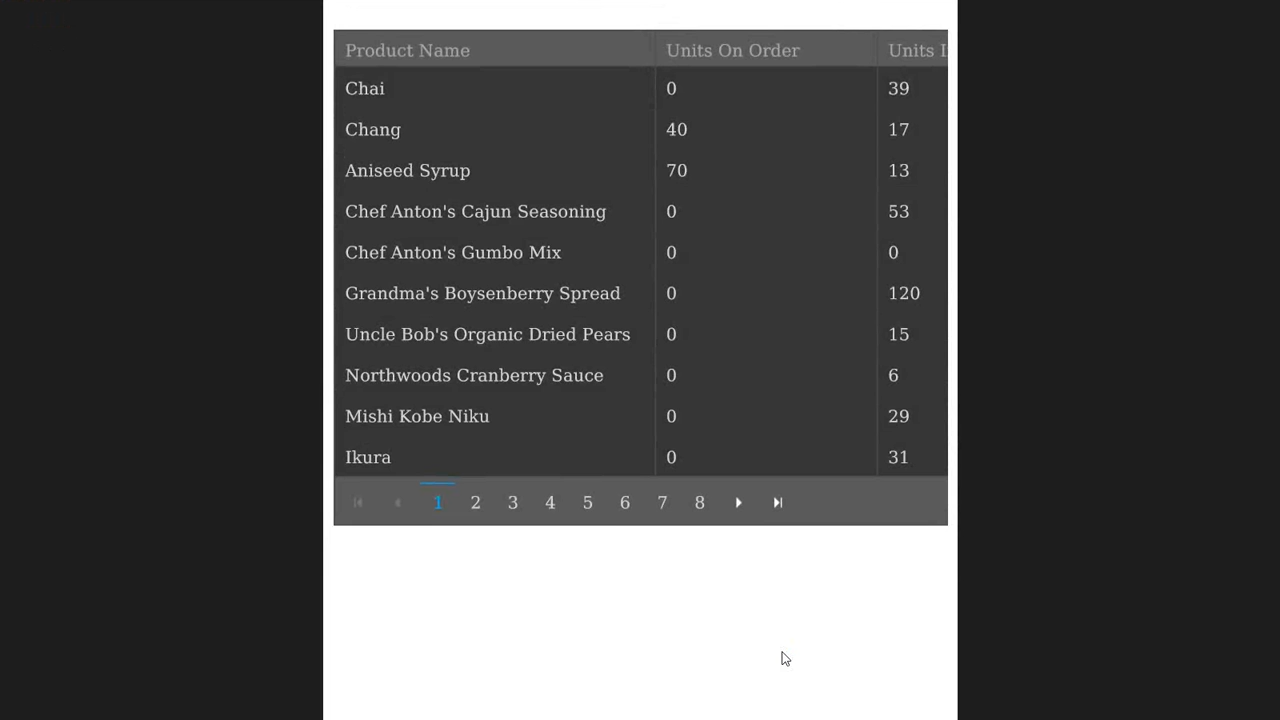 Product Name Units On Order Units
Chai 0 39
Chang 40 17
Aniseed Syrup 70 13
Chef Anton's Cajun Seasoning 0 53
Chef Anton's Gumbo Mix 0 0
Grandma's Boysenberry Spread 0 120
Uncle Bob's Organic Dried Pears 0 15
Northwoods Cranberry Sauce 0 6
Mishi Kobe Niku 0 29
Ikura 0 31
1 2 3 4 5 6 7 8